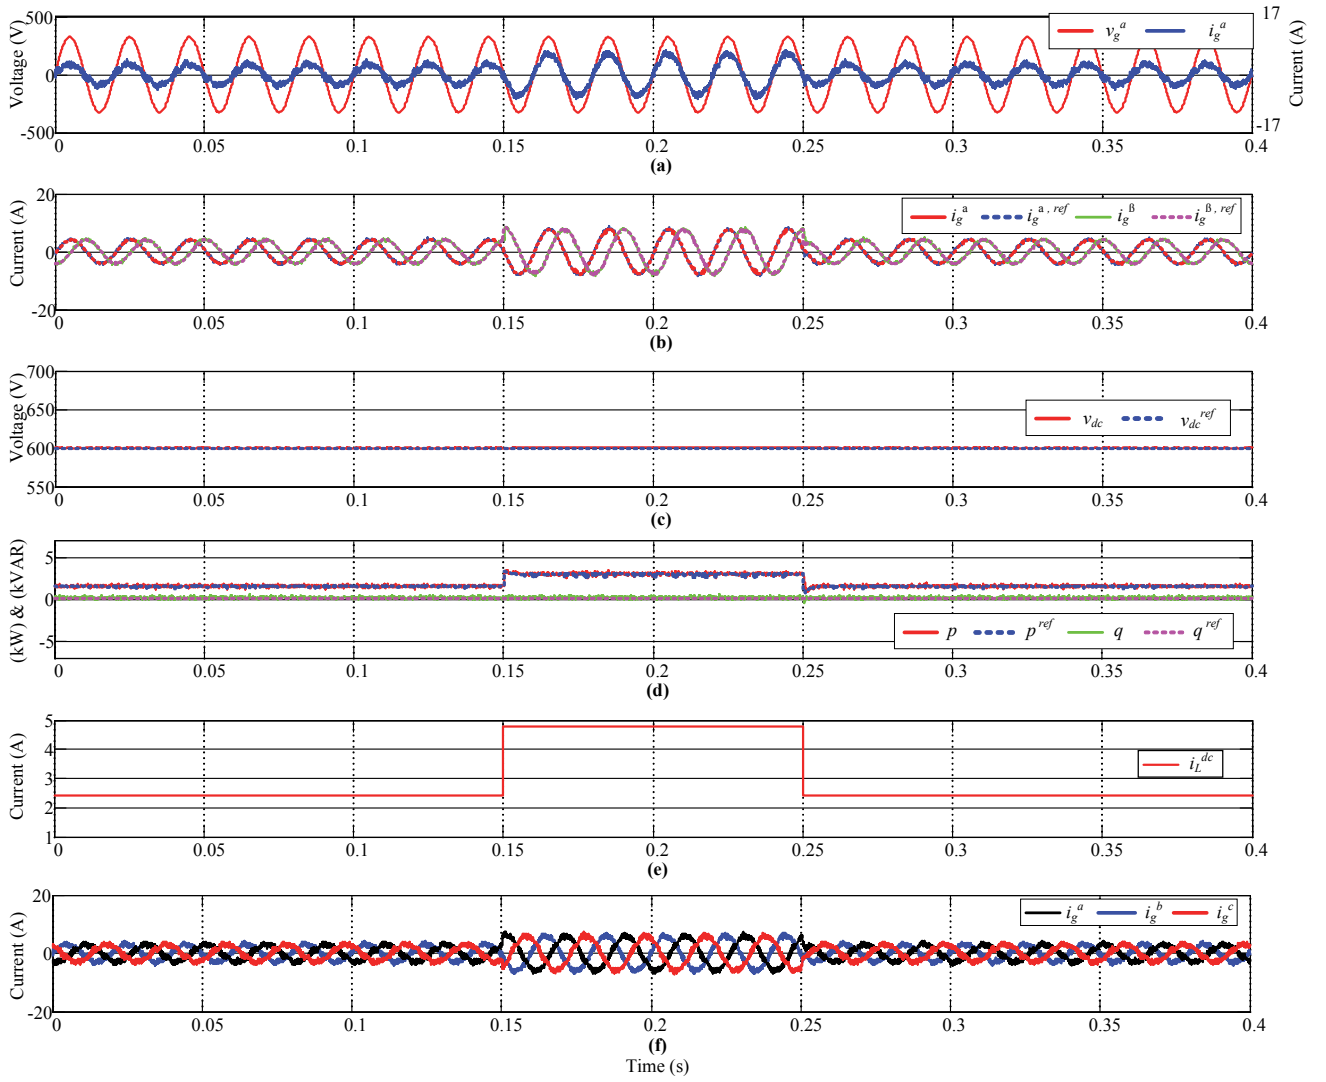 500
0
-500
Voltage (V)
17
-17
Current (A)
v_g^a i_g^a
0 0.05 0.1 0.15 0.2 0.25 0.3 0.35 0.4
(a)
20
0
-20
Current (A)
i_g^a i_g^a, ref i_g^ß i_g^ß, ref
0 0.05 0.1 0.15 0.2 0.25 0.3 0.35 0.4
(b)
700
650
600
550
Voltage (V)
v_dc v_dc^ref
0 0.05 0.1 0.15 0.2 0.25 0.3 0.35 0.4
(c)
5
0
-5
(kW) & (kVAR)
p p^ref q q^ref
0 0.05 0.1 0.15 0.2 0.25 0.3 0.35 0.4
(d)
5
4
3
2
1
Current (A)
i_L^dc
0 0.05 0.1 0.15 0.2 0.25 0.3 0.35 0.4
(e)
20
0
-20
Current (A)
i_g^a i_g^b i_g^c
0 0.05 0.1 0.15 0.2 0.25 0.3 0.35 0.4
(f)
Time (s)